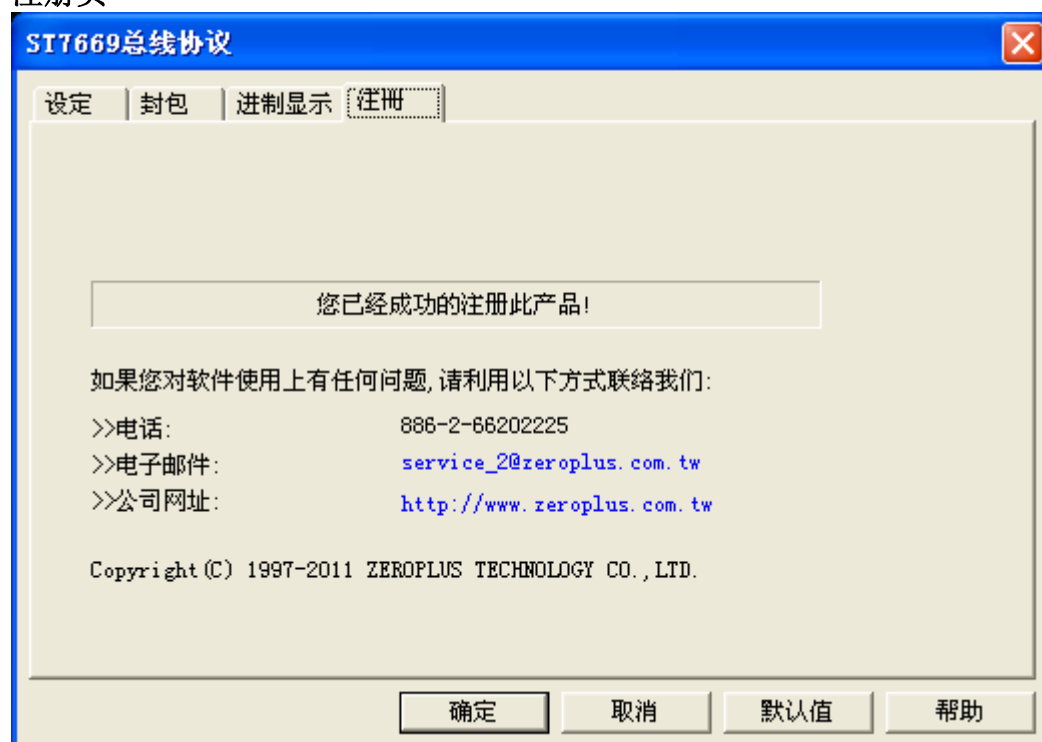 注册页
ST7669总线协议
设定 封包 进制显示 注册
您已经成功的注册此产品!
如果您对软件使用上有任何问题,请利用以下方式联络我们:
>>电话: 886-2-66202225
>>电子邮件: service_2@zeroplus.com.tw
>>公司网址: http://www.zeroplus.com.tw
Copyright(C) 1997-2011 ZEROPLUS TECHNOLOGY CO.,LTD.
确定 取消 默认值 帮助